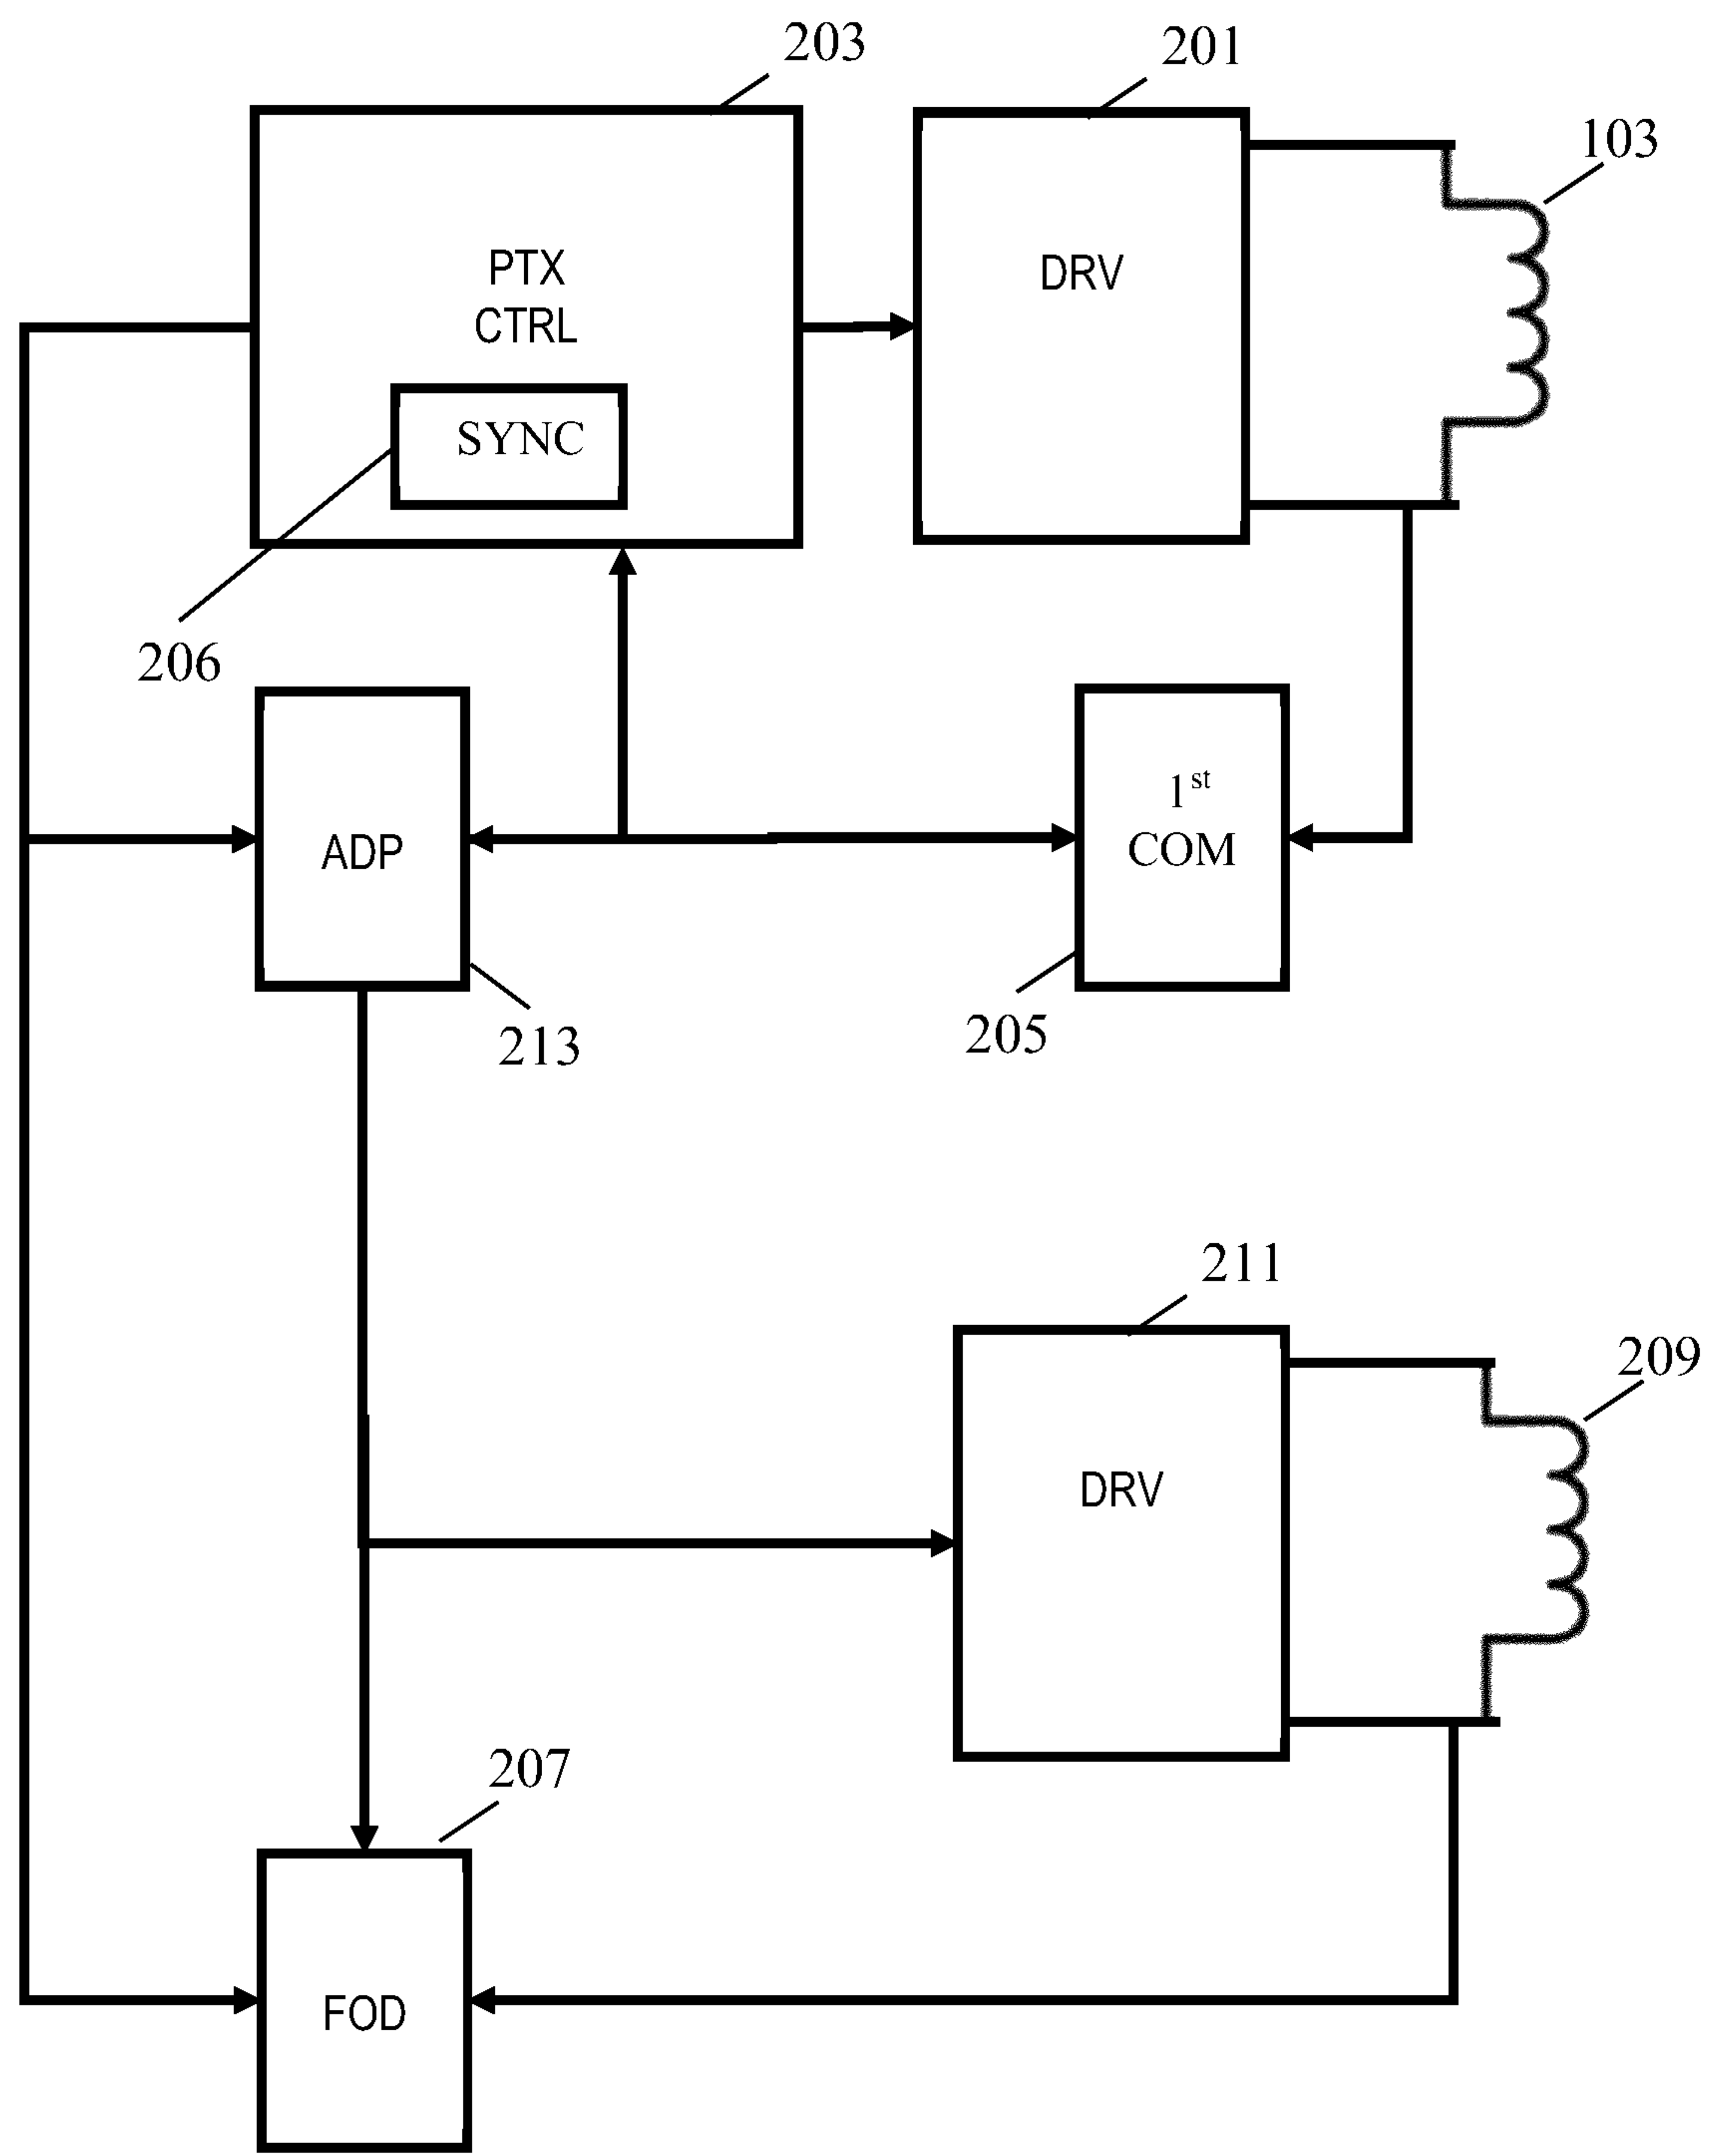 203
201
103
PTX
CTRL
DRV
SYNC
206
1st
COM
ADP
213
205
211
209
DRV
207
FOD